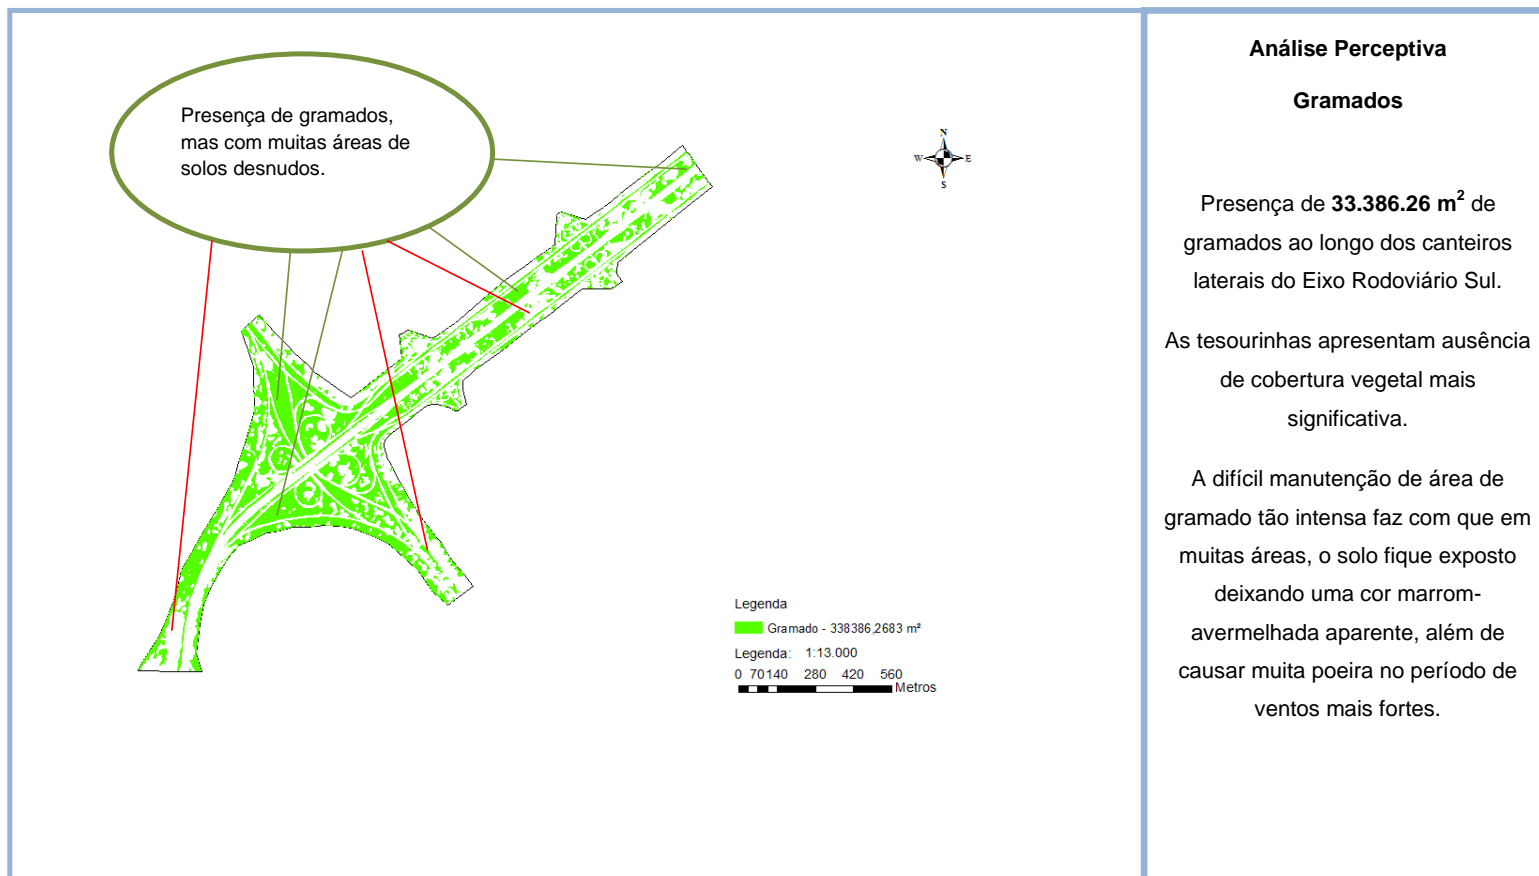 Presença de gramados,
mas com muitas áreas de
solos desnudos.
N
W
E
S
Legenda
Gramado - 338386,2683 m²
Legenda: 1:13.000
0 70 140 280 420 560
Metros
Análise Perceptiva
Gramados
Presença de 33.386.26 m² de
gramados ao longo dos canteiros
laterais do Eixo Rodoviário Sul.
As tesourinhas apresentam ausência
de cobertura vegetal mais
significativa.
A difícil manutenção de área de
gramado tão intensa faz com que em
muitas áreas, o solo fique exposto
deixando uma cor marrom-
avermelhada aparente, além de
causar muita poeira no período de
ventos mais fortes.